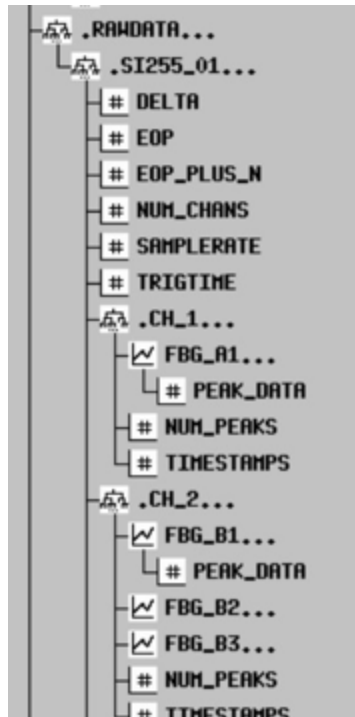 .RAWDATA...
.SI255_01...
# DELTA
# EOP
# EOP_PLUS_N
# NUM_CHANS
# SAMPLERATE
# TRIGTIME
.CH_1...
FBG_A1...
# PEAK_DATA
# NUM_PEAKS
# TIMESTAMPS
.CH_2...
FBG_B1...
# PEAK_DATA
FBG_B2...
FBG_B3...
# NUM_PEAKS
# TIMESTAMPS